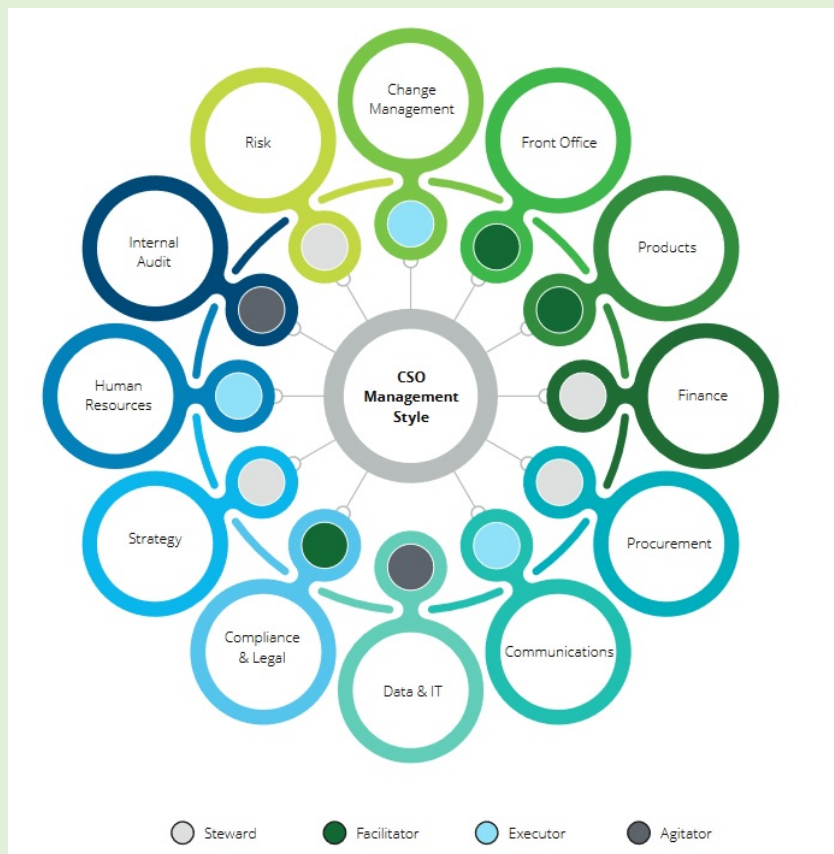 Change
Management
Risk
Front Office
Internal
Audit
Products
CSO
Management
Style
Human
Resources
Finance
Strategy
Procurement
Compliance
& Legal
Communications
Data & IT
Steward
Facilitator
Executor
Agitator